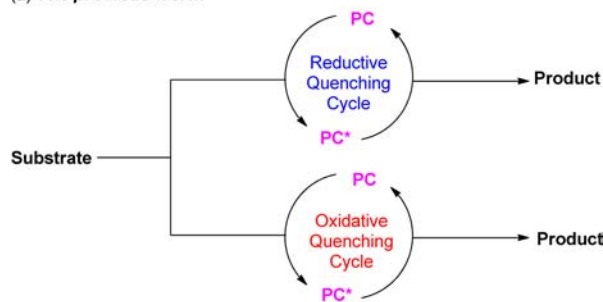 PC
Reductive
Quenching
Cycle
PC*
Product
Substrate
PC
Oxidative
Quenching
Cycle
PC*
Product